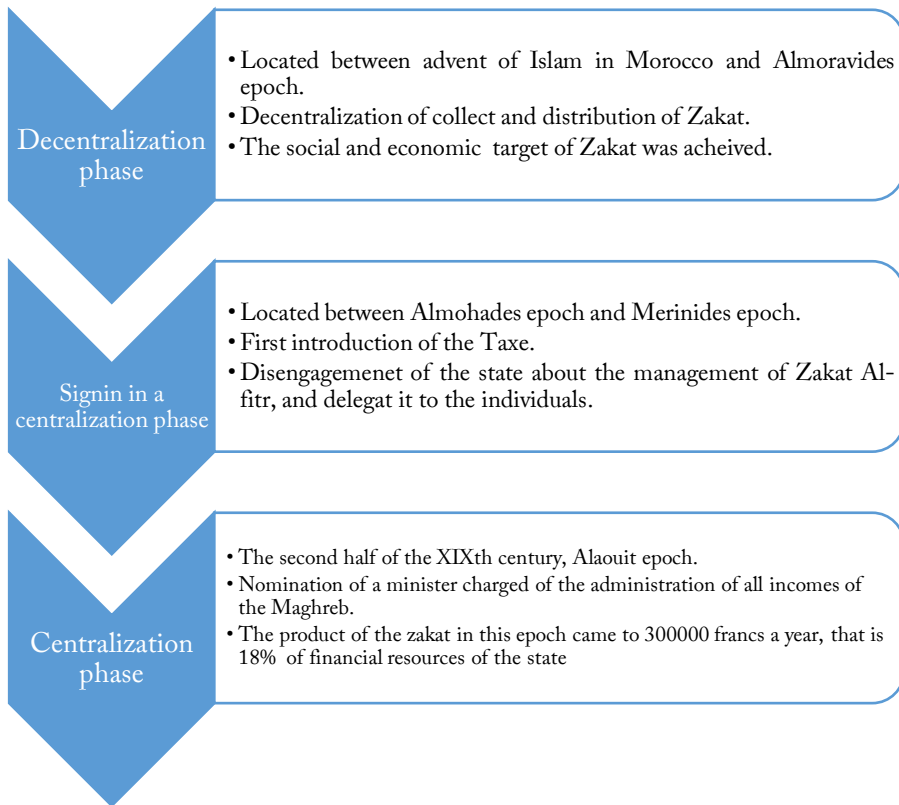 Decentralization
phase
• Located between advent of Islam in Morocco and Almoravides
epoch.
• Decentralization of collect and distribution of Zakat.
• The social and economic target of Zakat was acheived.
Signin in a
centralization phase
• Located between Almohades epoch and Merinides epoch.
• First introduction of the Taxe.
• Disengagemenet of the state about the management of Zakat Al-
fitr, and delegat it to the individuals.
Centralization
phase
• The second half of the XIXth century, Alaouit epoch.
• Nomination of a minister charged of the administration of all incomes of
the Maghreb.
• The product of the zakat in this epoch came to 300000 francs a year, that is
18% of financial resources of the state